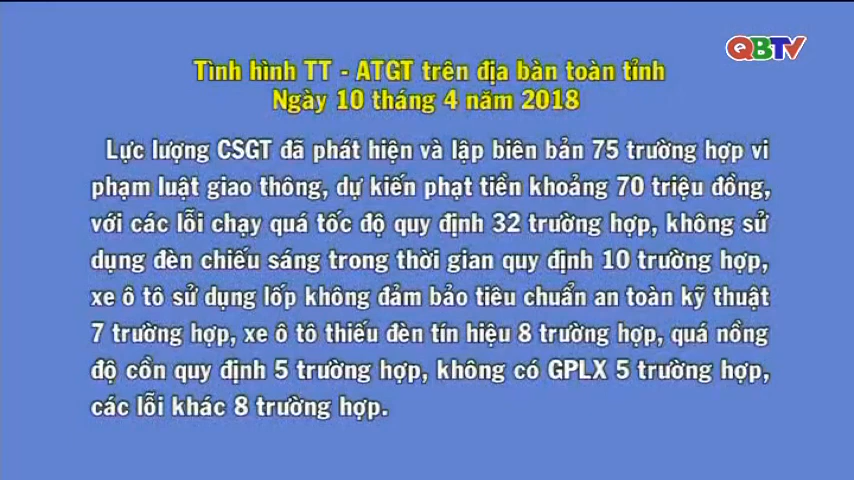 QBTV
Tình hình TT - ATGT trên địa bàn toàn tỉnh
Ngày 10 tháng 4 năm 2018
Lực lượng CSGT đã phát hiện và lập biên bản 75 trường hợp vi
phạm luật giao thông, dự kiến phạt tiền khoảng 70 triệu đồng,
với các lỗi chạy quá tốc độ quy định 32 trường hợp, không sử
dụng đèn chiếu sáng trong thời gian quy định 10 trường hợp,
xe ô tô sử dụng lốp không đảm bảo tiêu chuẩn an toàn kỹ thuật
7 trường hợp, xe ô tô thiếu đèn tín hiệu 8 trường hợp, quá nồng
độ cồn quy định 5 trường hợp, không có GPLX 5 trường hợp,
các lỗi khác 8 trường hợp.